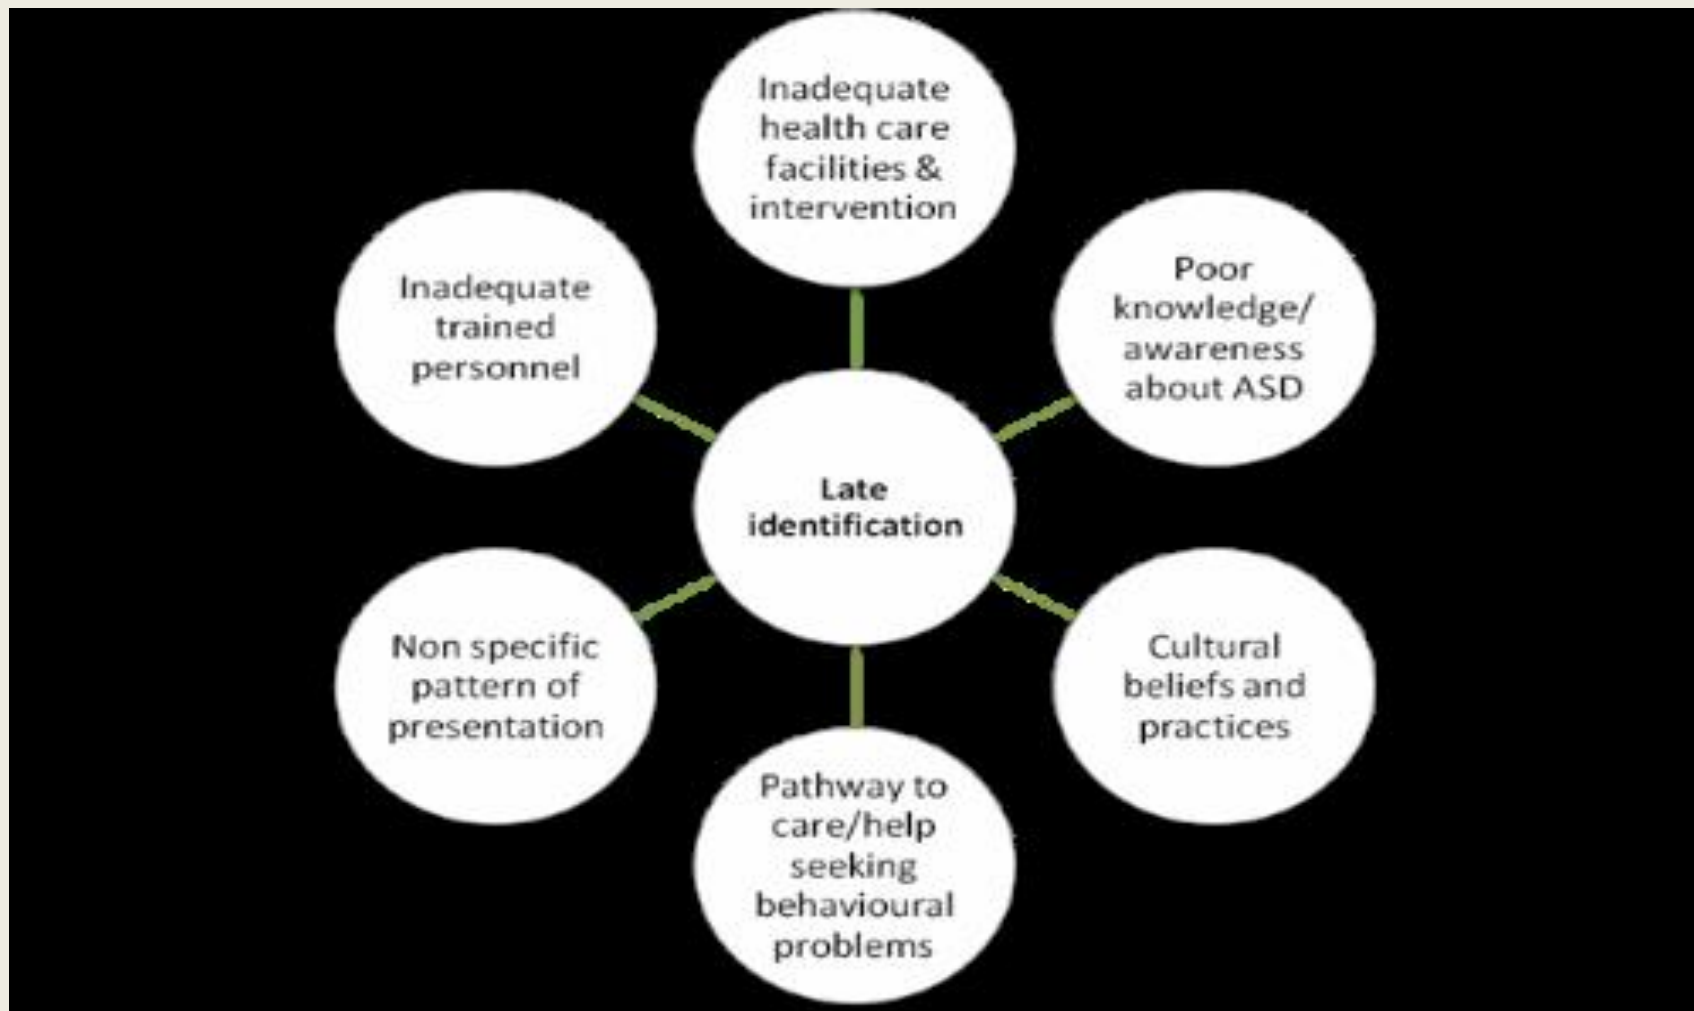 Inadequate
health care
facilities &
intervention
Poor
knowledge/
awareness
about ASD
Cultural
beliefs and
practices
Pathway to
care/help
seeking
behavioural
problems
Non specific
pattern of
presentation
Inadequate
trained
personnel
Late
identification